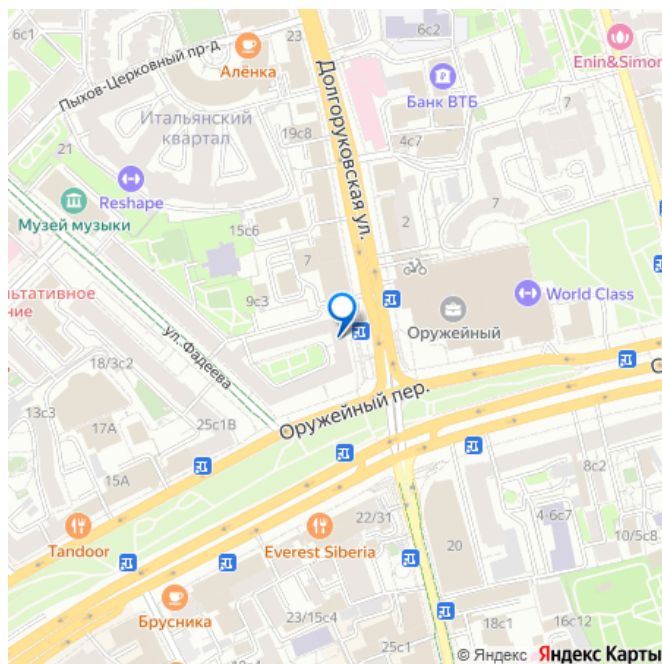 6с1
23
6с2
Enin&Simon
Пыхов-Церковный пр-д
Алёнка
Долгоруковская ул.
Банк ВТБ
Итальянский
квартал
19с8
4с7
7
21
Reshape
Музей музыки
15с6
2
7
7
ультативное
ние
9с3
World Class
Оружейный
18/3с2
ул. Фадеева
13с3
17А
25с1В
Оружейный пер.
С
15А
8с2
Tandoor
22/31
Everest Siberia
4-6с7
20
10/5с8
Брусника
23/15с4
18с1
16с12
25с1
© Яндекс Яндекс Карты